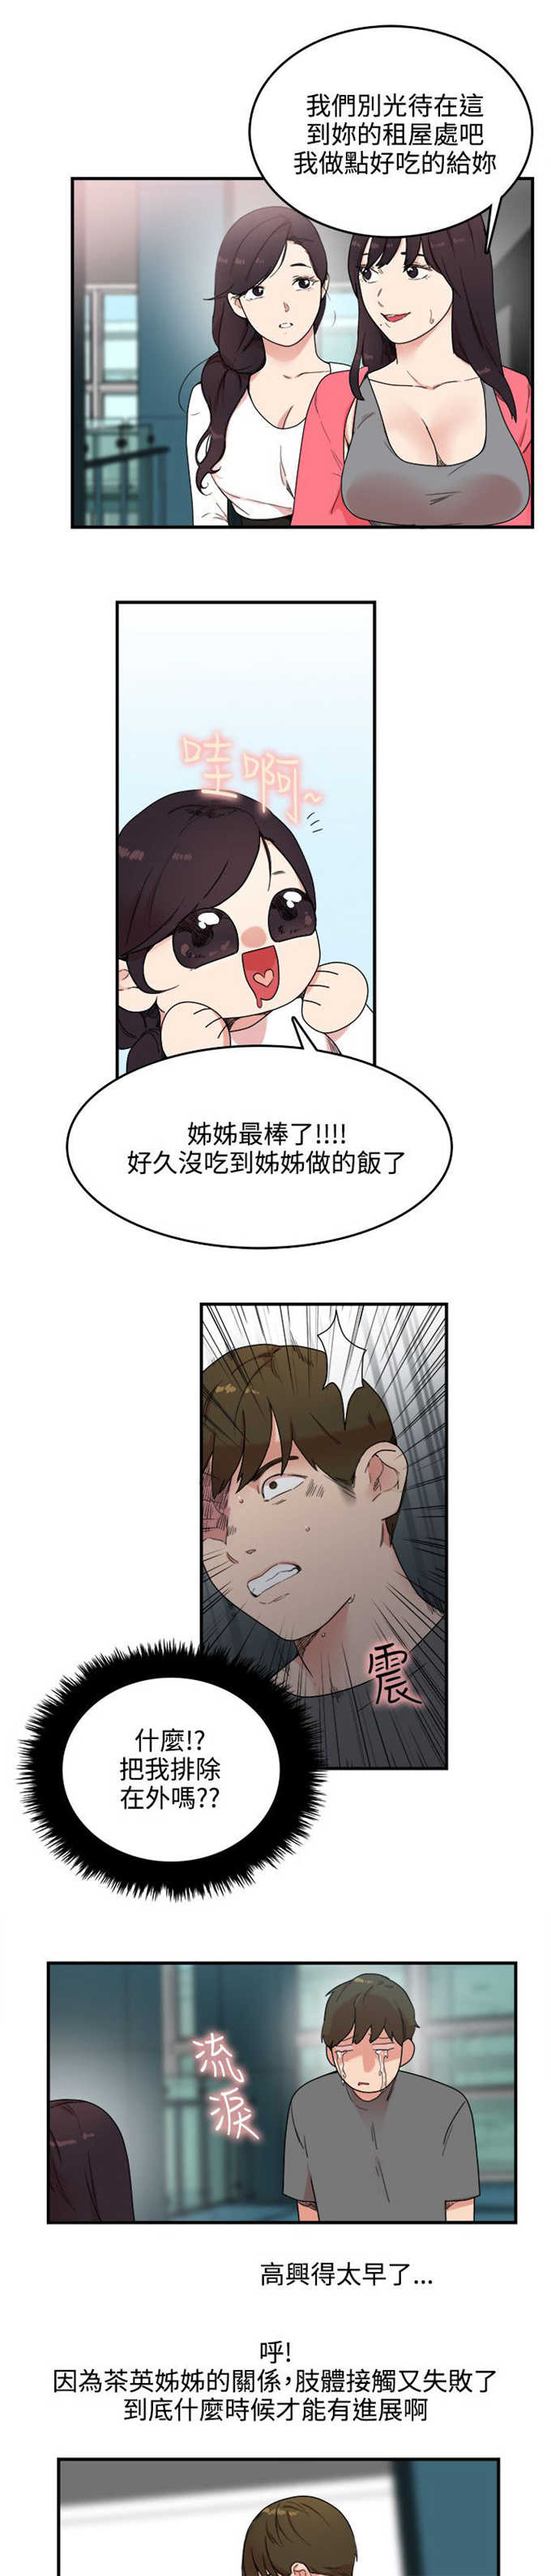 我們別光待在這
到妳的租屋處吧
我做點好吃的給妳
哇啊~
姊姊最棒了!!!!
好久沒吃到姊姊做的飯了
震
什麼!?
把我排除
在外嗎??
流淚
高興得太早了...
呼!
因為茶英姊姊的關係，肢體接觸又失敗了
到底什麼時候才能有進展啊